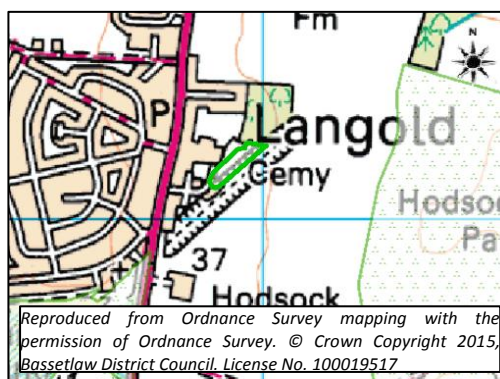 Fm
N
P
Langold
Cemy
Hodsock
Pa
37
Hodsock
Reproduced from Ordnance Survey mapping with the
permission of Ordnance Survey. © Crown Copyright 2015,
Bassetlaw District Council. License No. 100019517